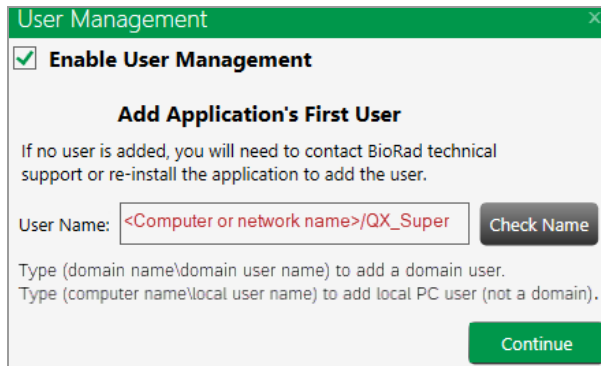 User Management
Enable User Management
Add Application's First User
If no user is added, you will need to contact BioRad technical
support or re-install the application to add the user.
User Name: <Computer or network name>/QX_Super Check Name
Type (domain name\domain user name) to add a domain user.
Type (computer name\local user name) to add local PC user (not a domain).
Continue